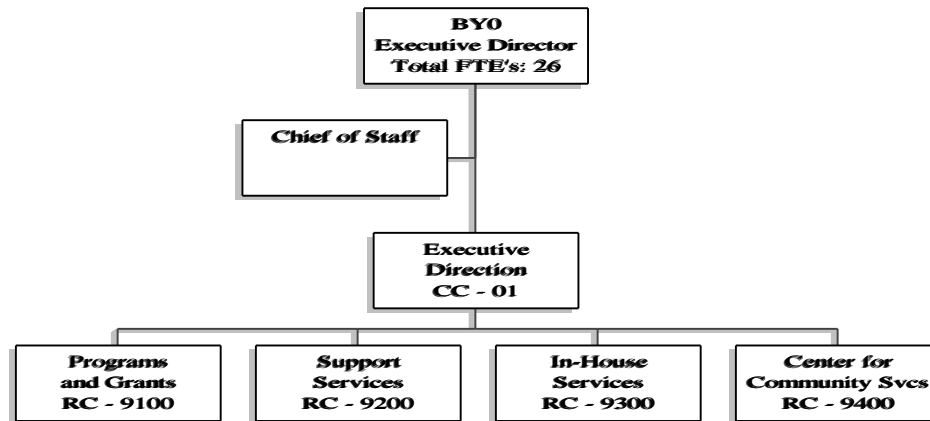 BY0
Executive Director
Total FTE's: 26
Chief of Staff
Executive
Direction
CC - 01
Programs
and Grants
RC - 9100
Support
Services
RC - 9200
In-House
Services
RC - 9300
Center for
Community Svcs
RC - 9400